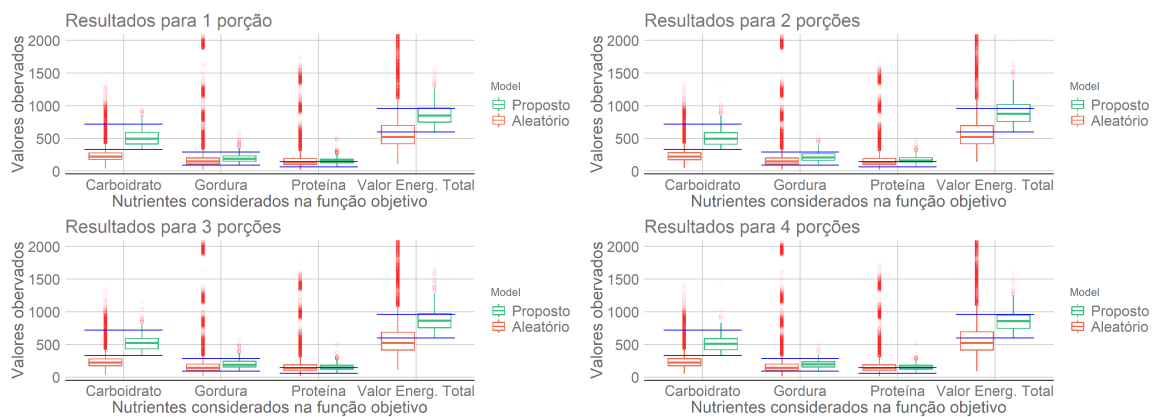 Resultados para 1 porção
Valores obervados
2000
1500
1000
500
0
Carboidrato Gordura Proteína Valor Energ. Total
Nutrientes considerados na função objetivo
Model
Proposto
Aleatório
Resultados para 2 porções
Valores obervados
2000
1500
1000
500
0
Carboidrato Gordura Proteína Valor Energ. Total
Nutrientes considerados na função objetivo
Model
Proposto
Aleatório
Resultados para 3 porções
Valores obervados
2000
1500
1000
500
0
Carboidrato Gordura Proteína Valor Energ. Total
Nutrientes considerados na função objetivo
Model
Proposto
Aleatório
Resultados para 4 porções
Valores obervados
2000
1500
1000
500
0
Carboidrato Gordura Proteína Valor Energ. Total
Nutrientes considerados na função objetivo
Model
Proposto
Aleatório